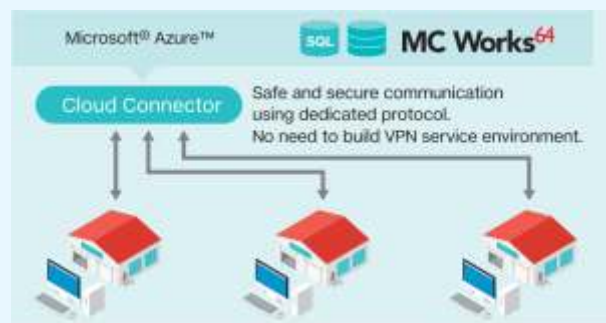 Microsoft® Azure™
SQL
MC Works64
Cloud Connector
Safe and secure communication
using dedicated protocol.
No need to build VPN service environment.